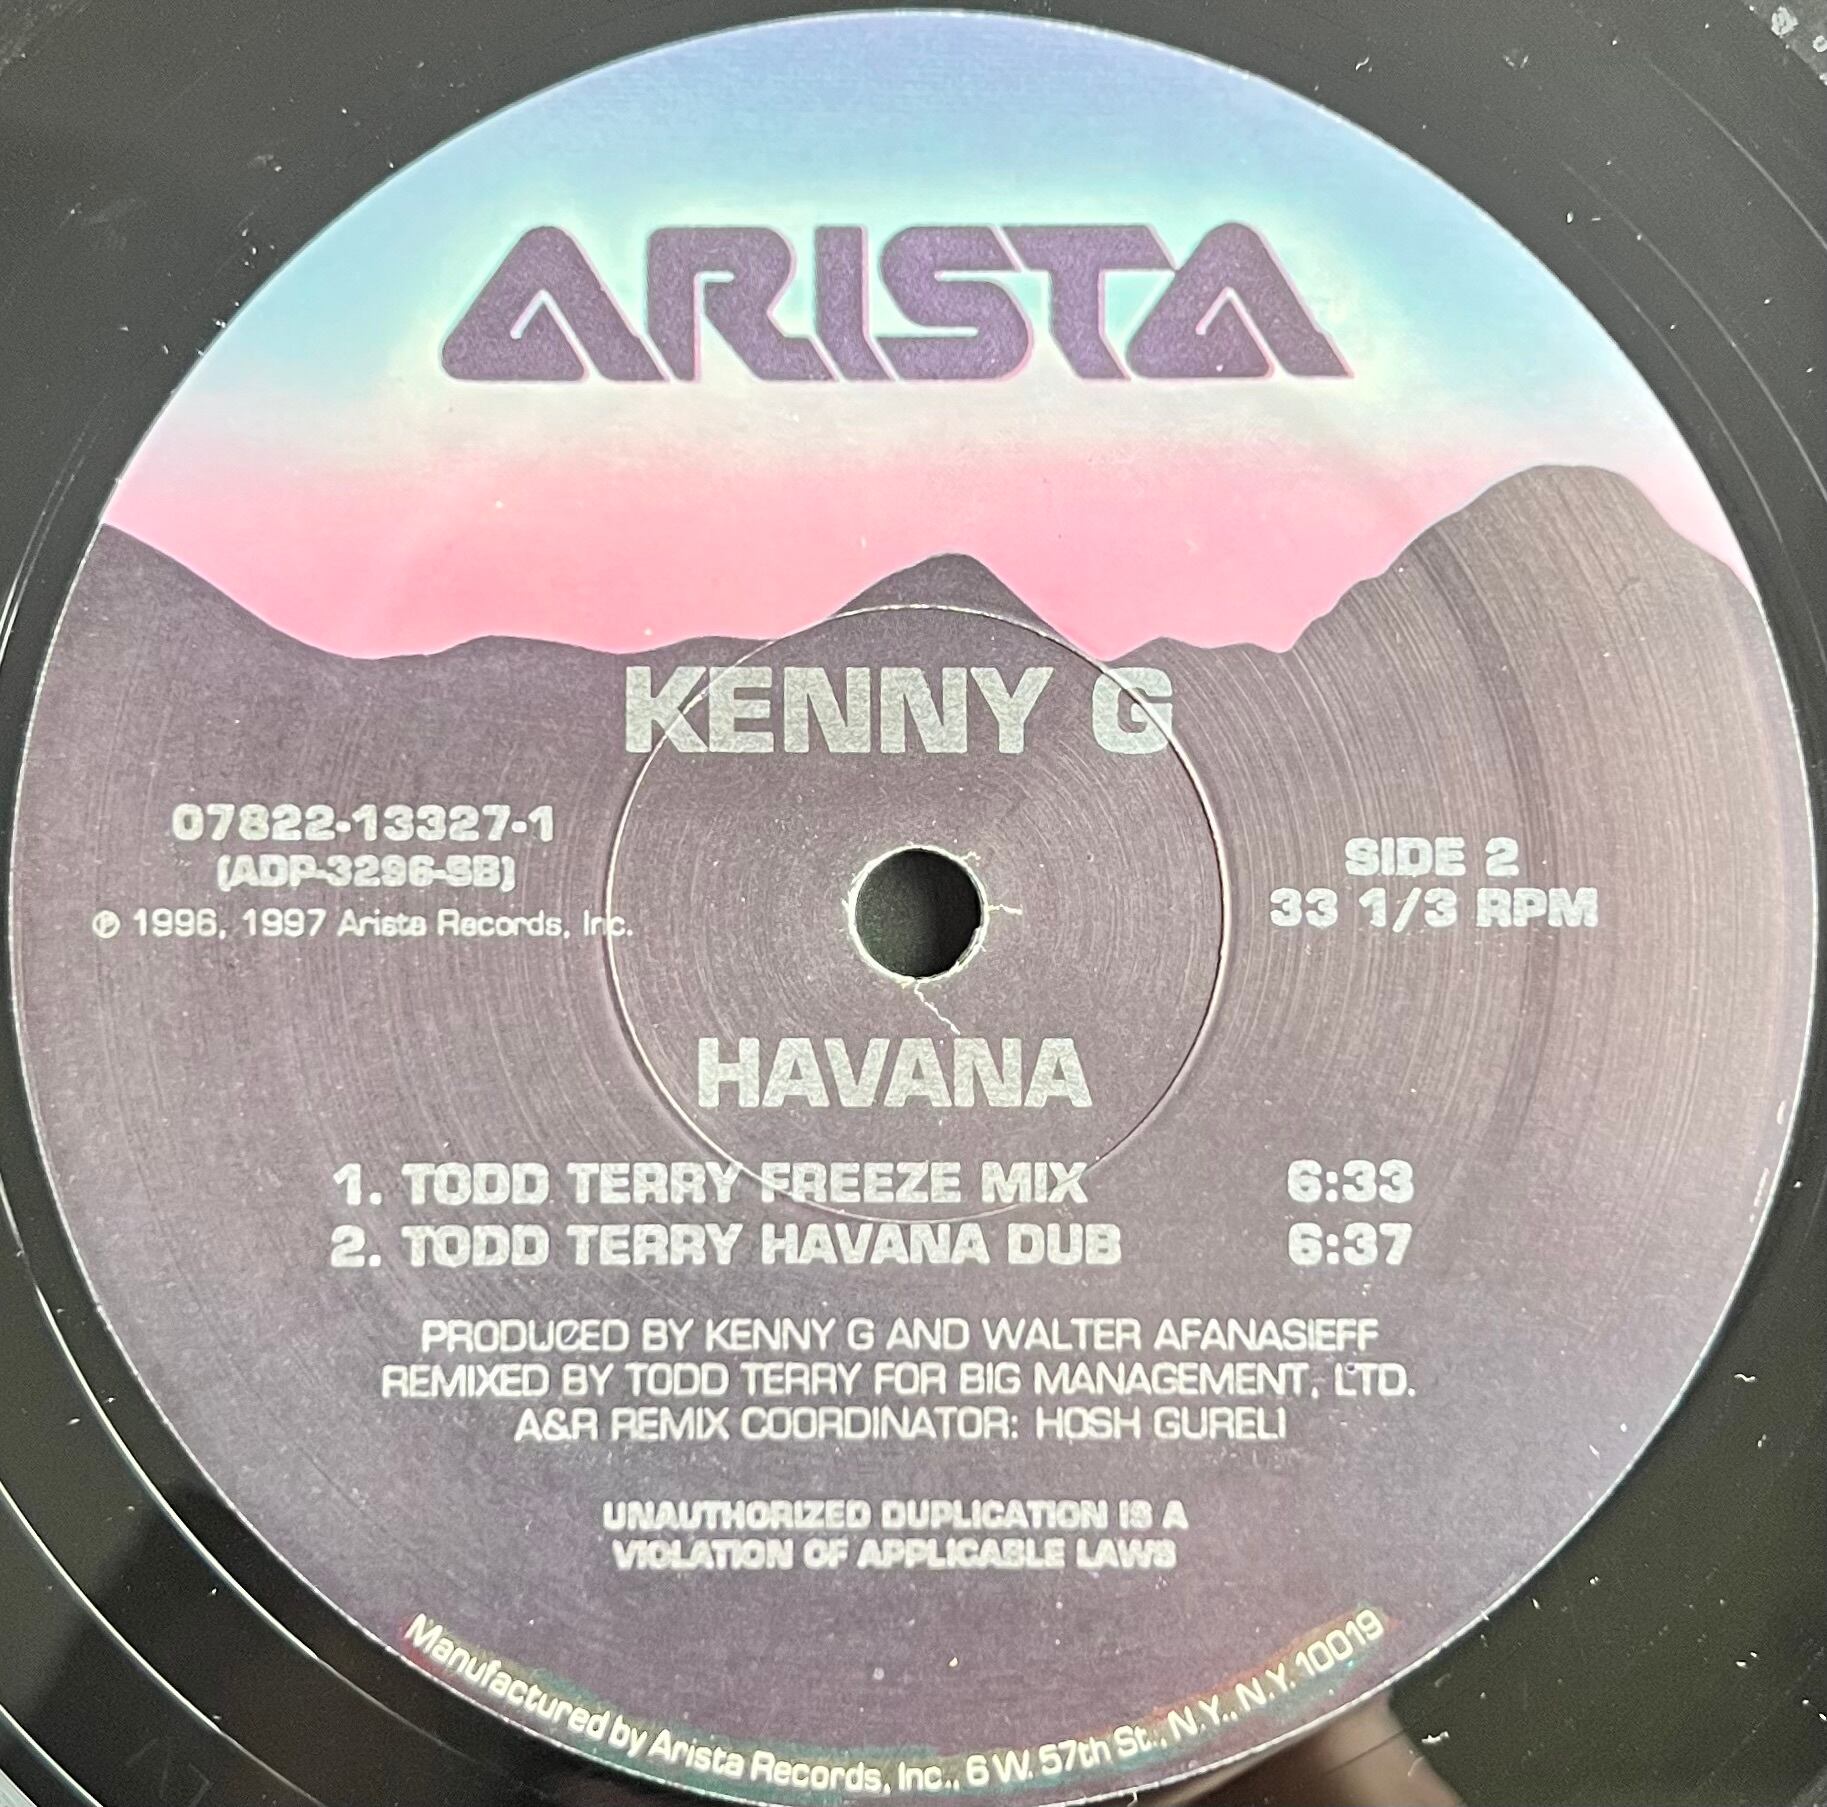 ARISTA
KENNY G
07822-13327-1
(ADP-3296-SB)
℗ 1996, 1997 Arista Records, Inc.
SIDE 2
33 1/3 RPM
HAVANA
1. TODD TERRY FREEZE MIX 6:33
2. TODD TERRY HAVANA DUB 6:37
PRODUCED BY KENNY G AND WALTER AFANASIEFF
REMIXED BY TODD TERRY FOR BIG MANAGEMENT, LTD.
A&R REMIX COORDINATOR: HOSH GURELI
UNAUTHORIZED DUPLICATION IS A
VIOLATION OF APPLICABLE LAWS
Manufactured by Arista Records, Inc., 6 W. 57th St., N.Y., N.Y. 10019